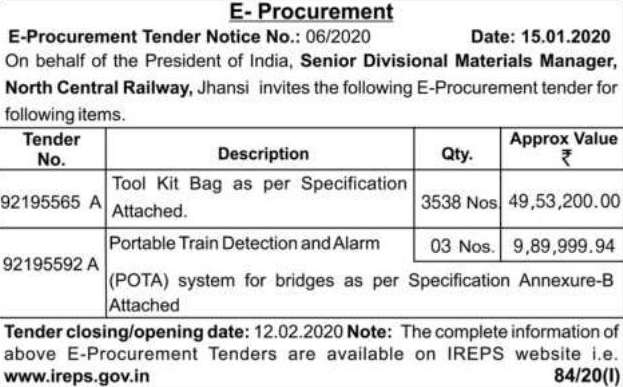 E- Procurement
E-Procurement Tender Notice No.: 06/2020 Date: 15.01.2020
On behalf of the President of India, Senior Divisional Materials Manager,
North Central Railway, Jhansi invites the following E-Procurement tender for
following items.
Tender No. Description Qty. Approx Value ₹
92195565 A Tool Kit Bag as per Specification Attached. 3538 Nos. 49,53,200.00
92195592 A Portable Train Detection and Alarm 03 Nos. 9,89,999.94
(POTA) system for bridges as per Specification Annexure-B
Attached
Tender closing/opening date: 12.02.2020 Note: The complete information of
above E-Procurement Tenders are available on IREPS website i.e.
www.ireps.gov.in 84/20(I)